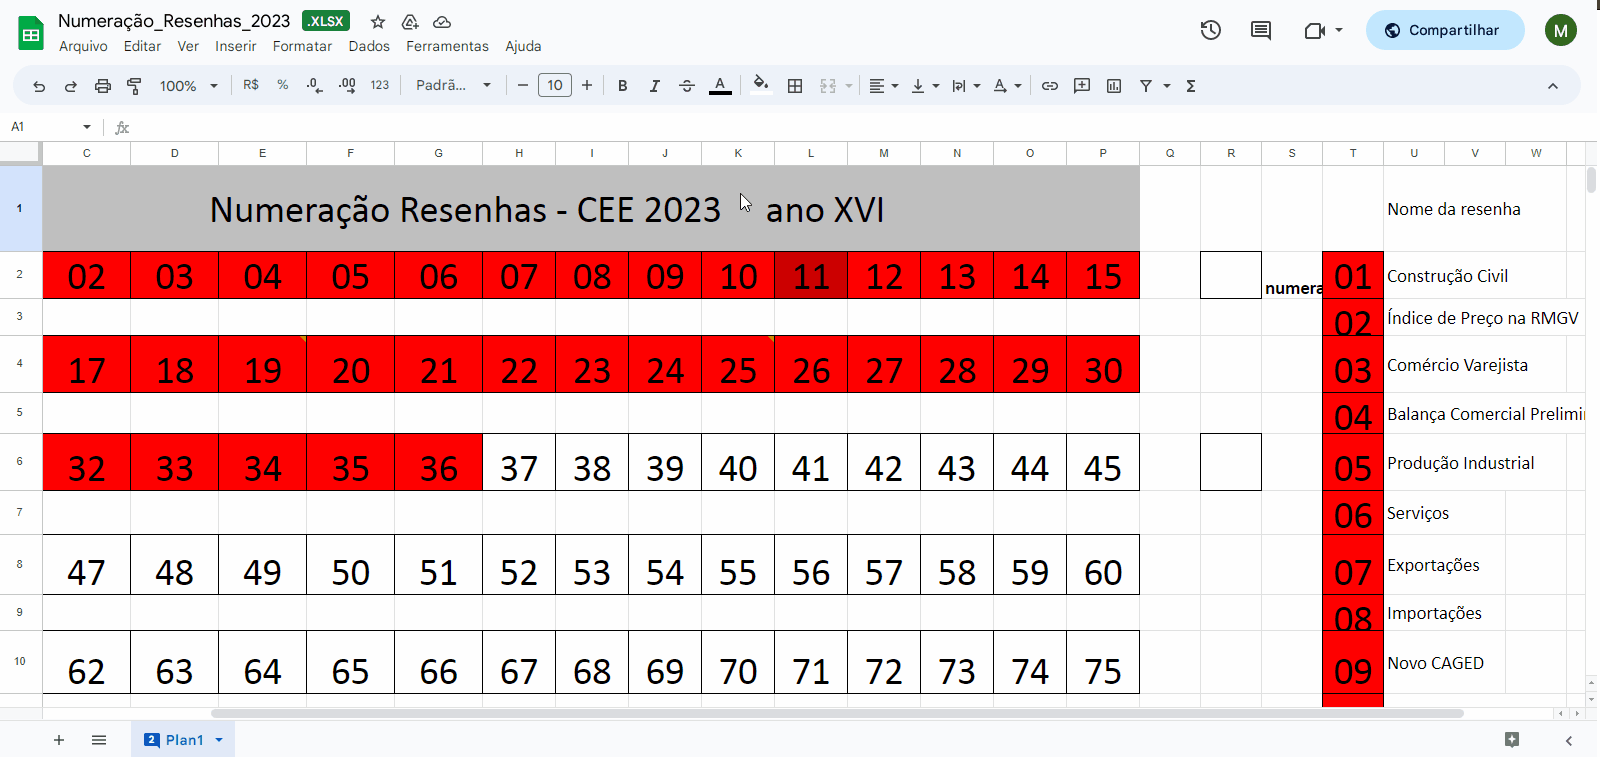 Numeração_Resenhas_2023 .XLSX
Arquivo Editar Ver Inserir Formatar Dados Ferramentas Ajuda
Compartilhar
M
100% R$ % .0 .00 123 Padrã... 10 B I A A Σ
A1 fx
C D E F G H I J K L M N O P Q R S T U V W
1 Numeração Resenhas - CEE 2023 ano XVI Nome da resenha
2 02 03 04 05 06 07 08 09 10 11 12 13 14 15 numera 01 Construção Civil
3 02 Índice de Preço na RMGV
4 17 18 19 20 21 22 23 24 25 26 27 28 29 30 03 Comércio Varejista
5 04 Balança Comercial Prelimi
6 32 33 34 35 36 37 38 39 40 41 42 43 44 45 05 Produção Industrial
7 06 Serviços
8 47 48 49 50 51 52 53 54 55 56 57 58 59 60 07 Exportações
9 08 Importações
10 62 63 64 65 66 67 68 69 70 71 72 73 74 75 09 Novo CAGED
2 Plan1